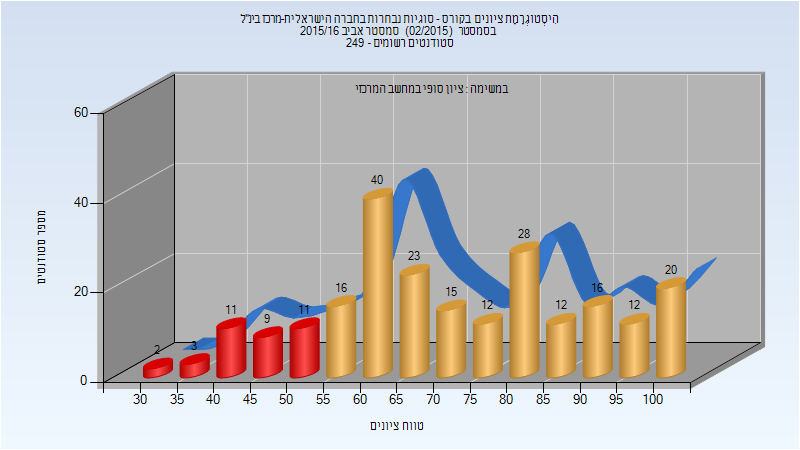 היסטוגרמת ציונים בקורס - סוגיות נבחרות בחברה הישראלית-מרכז בינ"ל
בסמסטר (02/2015) סמסטר אביב 2015/16
סטודנטים רשומים - 249
במשימה : ציון סופי במחשב המרכזי
מספר סטודנטים
60
40
20
0
2 3 11 9 11 16 40 23 15 12 28 12 16 12 20
30 35 40 45 50 55 60 65 70 75 80 85 90 95 100
טווח ציונים